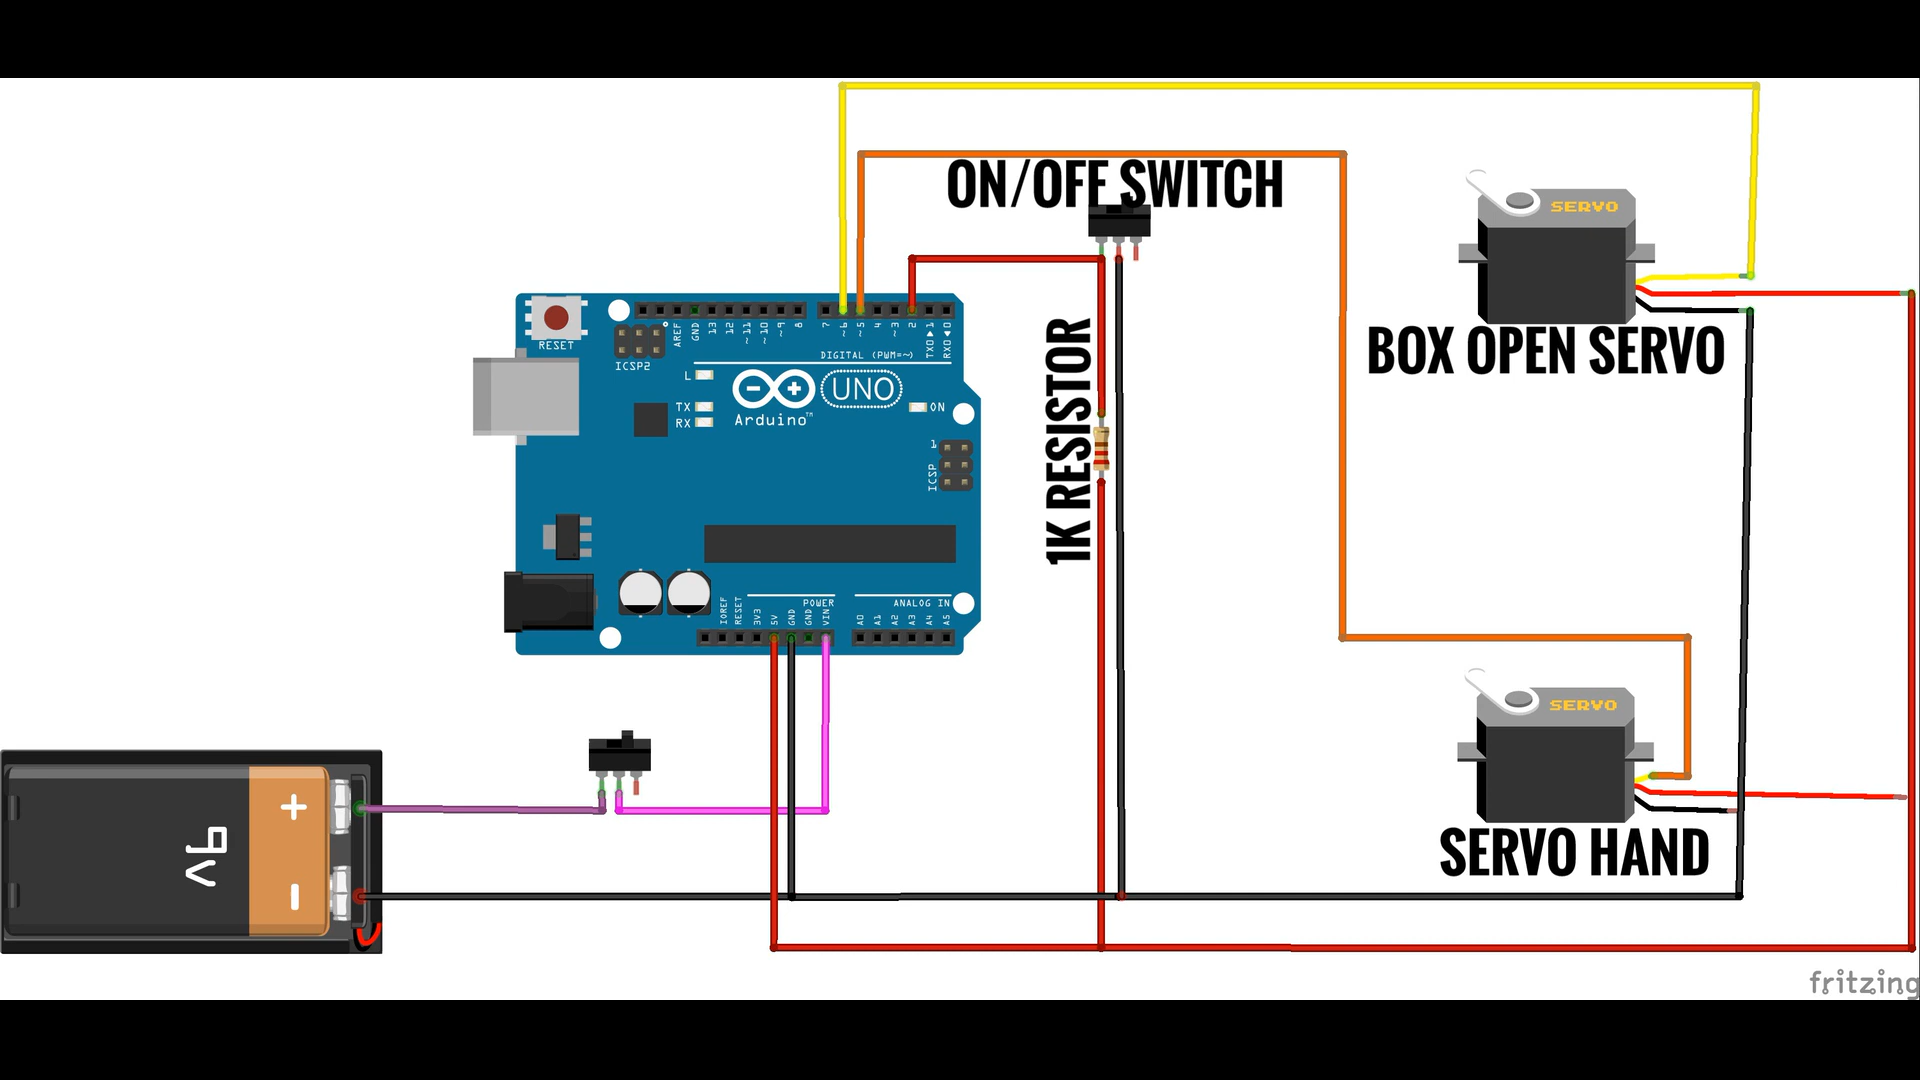 ON/OFF SWITCH
SERVO
BOX OPEN SERVO
RESET
ICSP2
AREF
GND
13
12
~11
~10
~9
8
7
~6
~5
4
~3
2
TX0▶1
RX0◀0
DIGITAL (PWM=~)
L
TX
RX
Arduino™
UNO
ON
1
ICSP
1K RESISTOR
POWER
ANALOG IN
IOREF
RESET
3V3
5V
GND
GND
VIN
A0
A1
A2
A3
A4
A5
SERVO
SERVO HAND
+
9v
-
fritzing